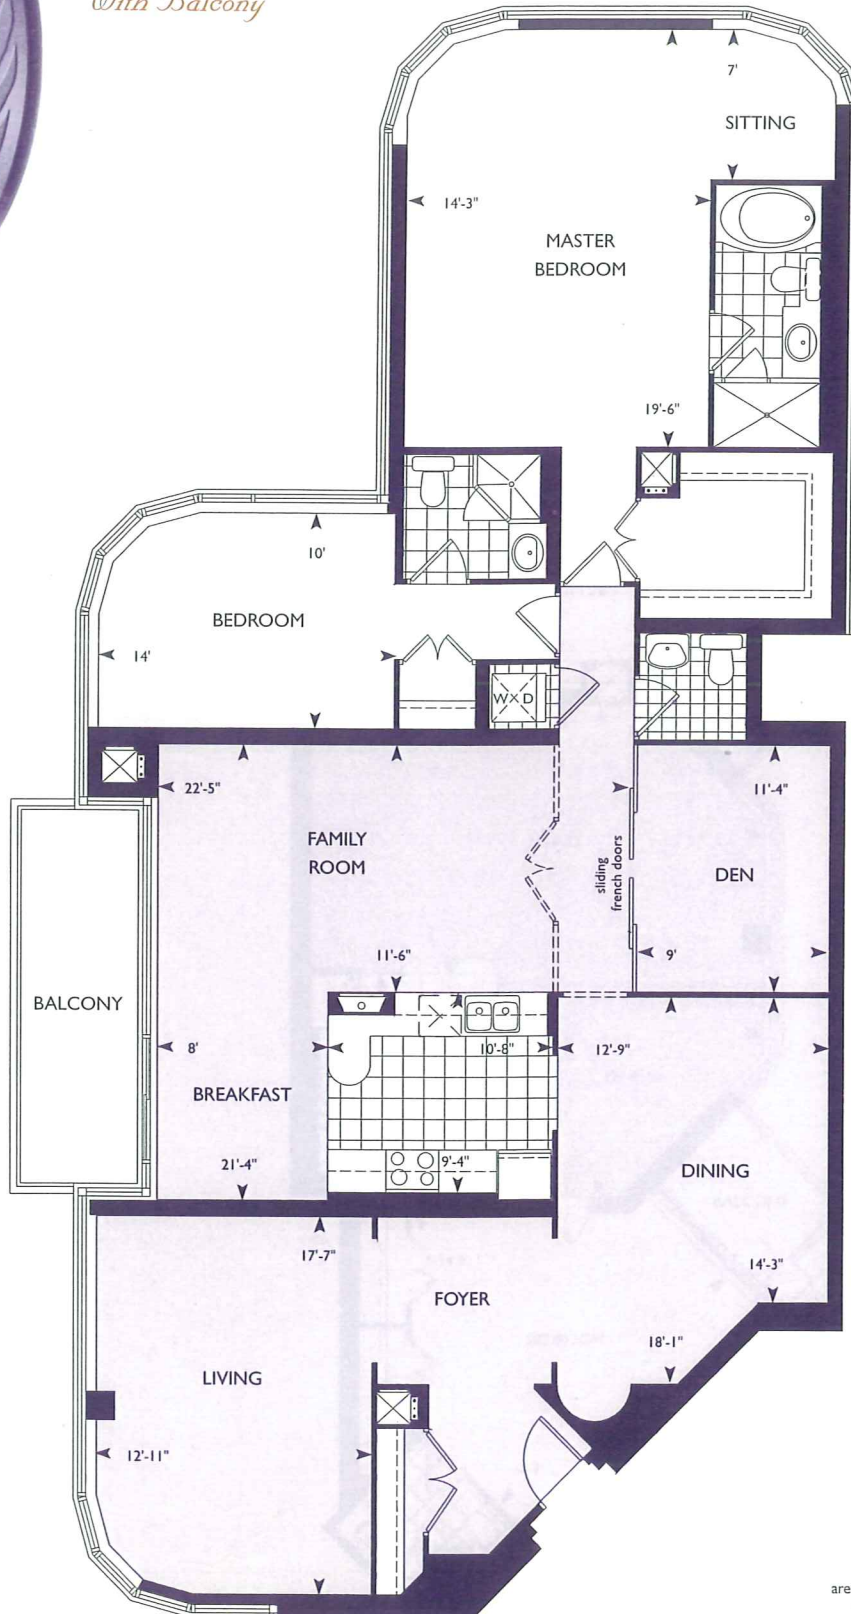 With Balcony
7'
SITTING
14'-3"
MASTER
BEDROOM
19'-6"
10'
BEDROOM
14'
W D
22'-5"
11'-4"
FAMILY
ROOM
sliding
french doors
DEN
11'-6"
9'
BALCONY
8'
10'-8"
12'-9"
BREAKFAST
21'-4"
9'-4"
DINING
17'-7"
14'-3"
FOYER
18'-1"
LIVING
12'-11"
are